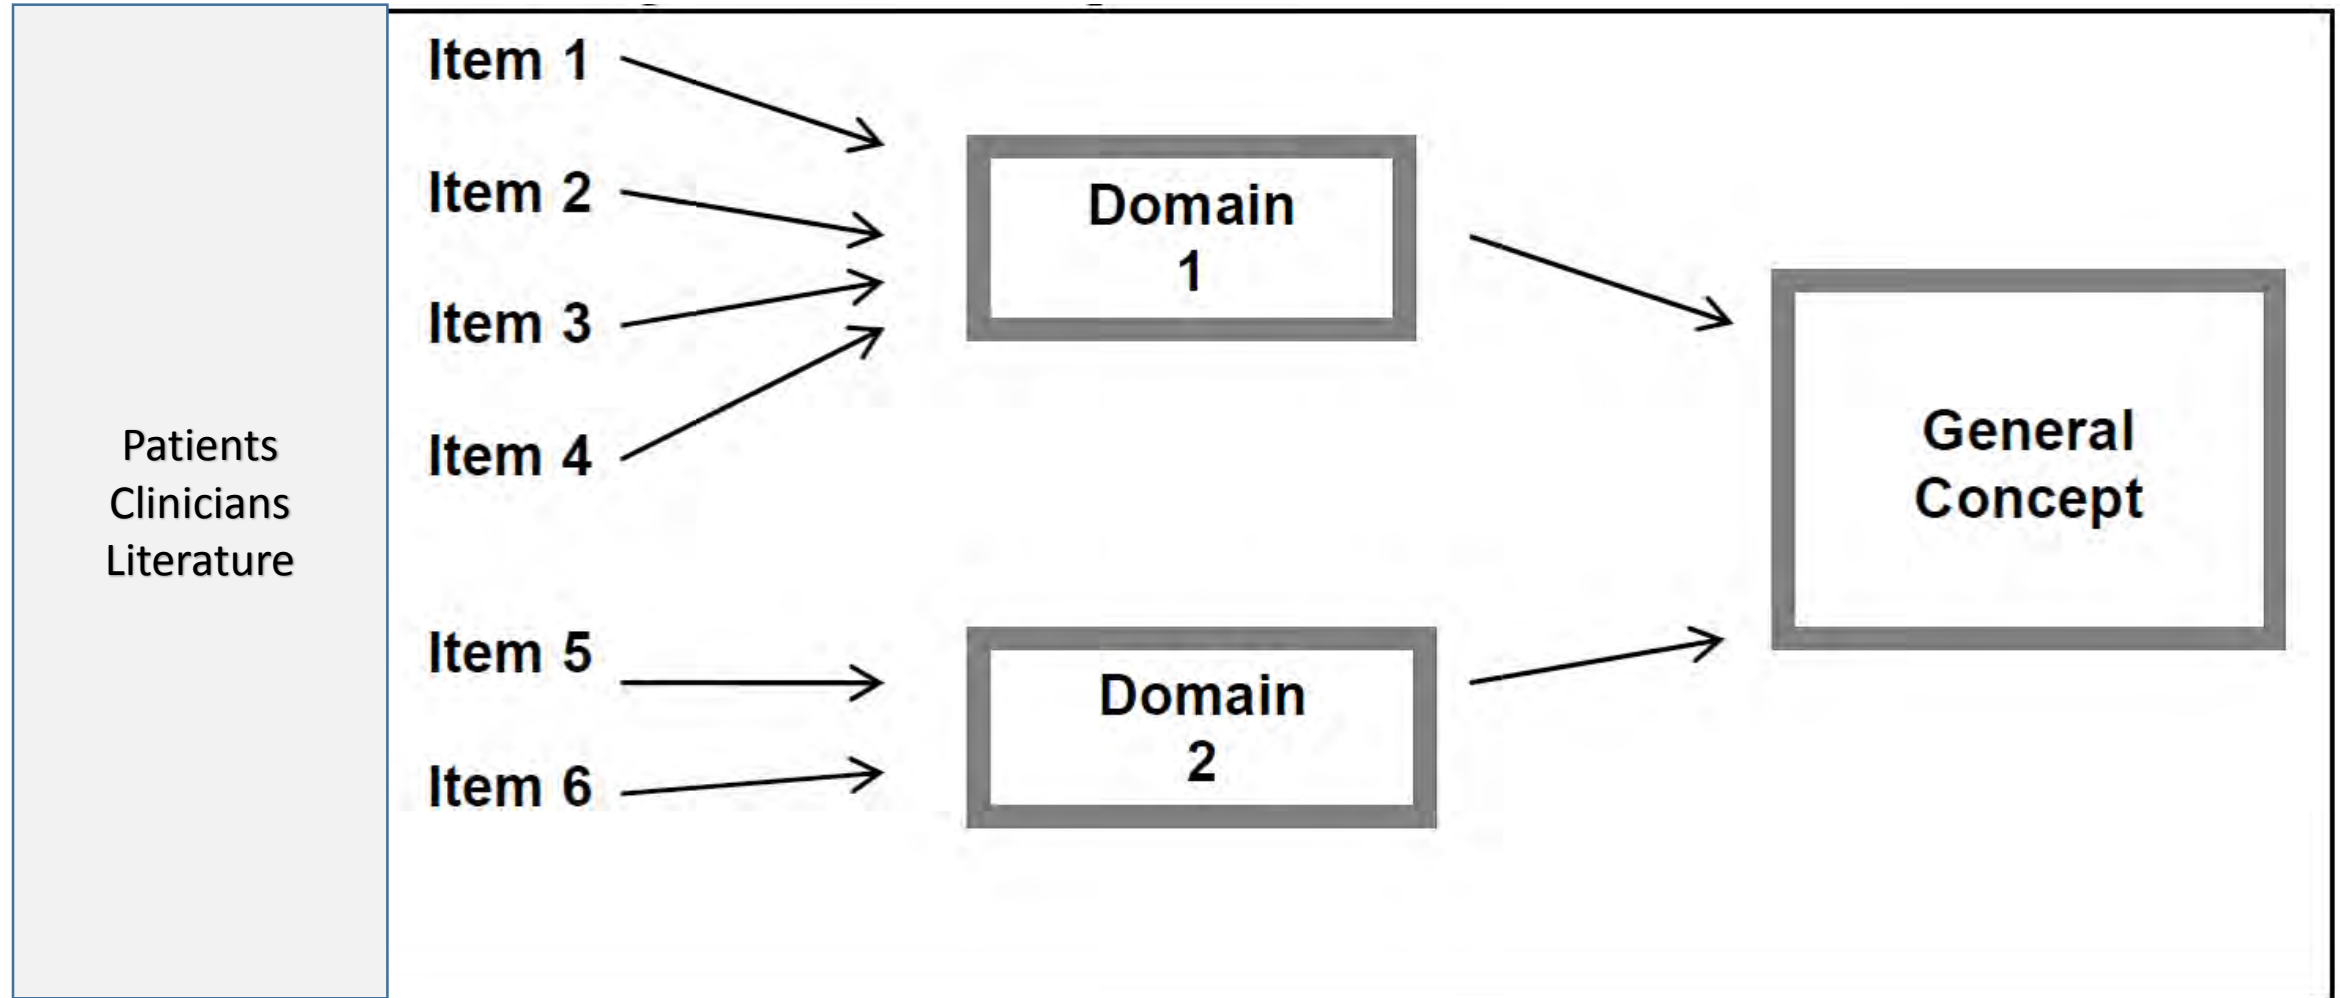 Patients
Clinicians
Literature
Item 1
Item 2
Item 3
Item 4
Item 5
Item 6
Domain
1
Domain
2
General
Concept